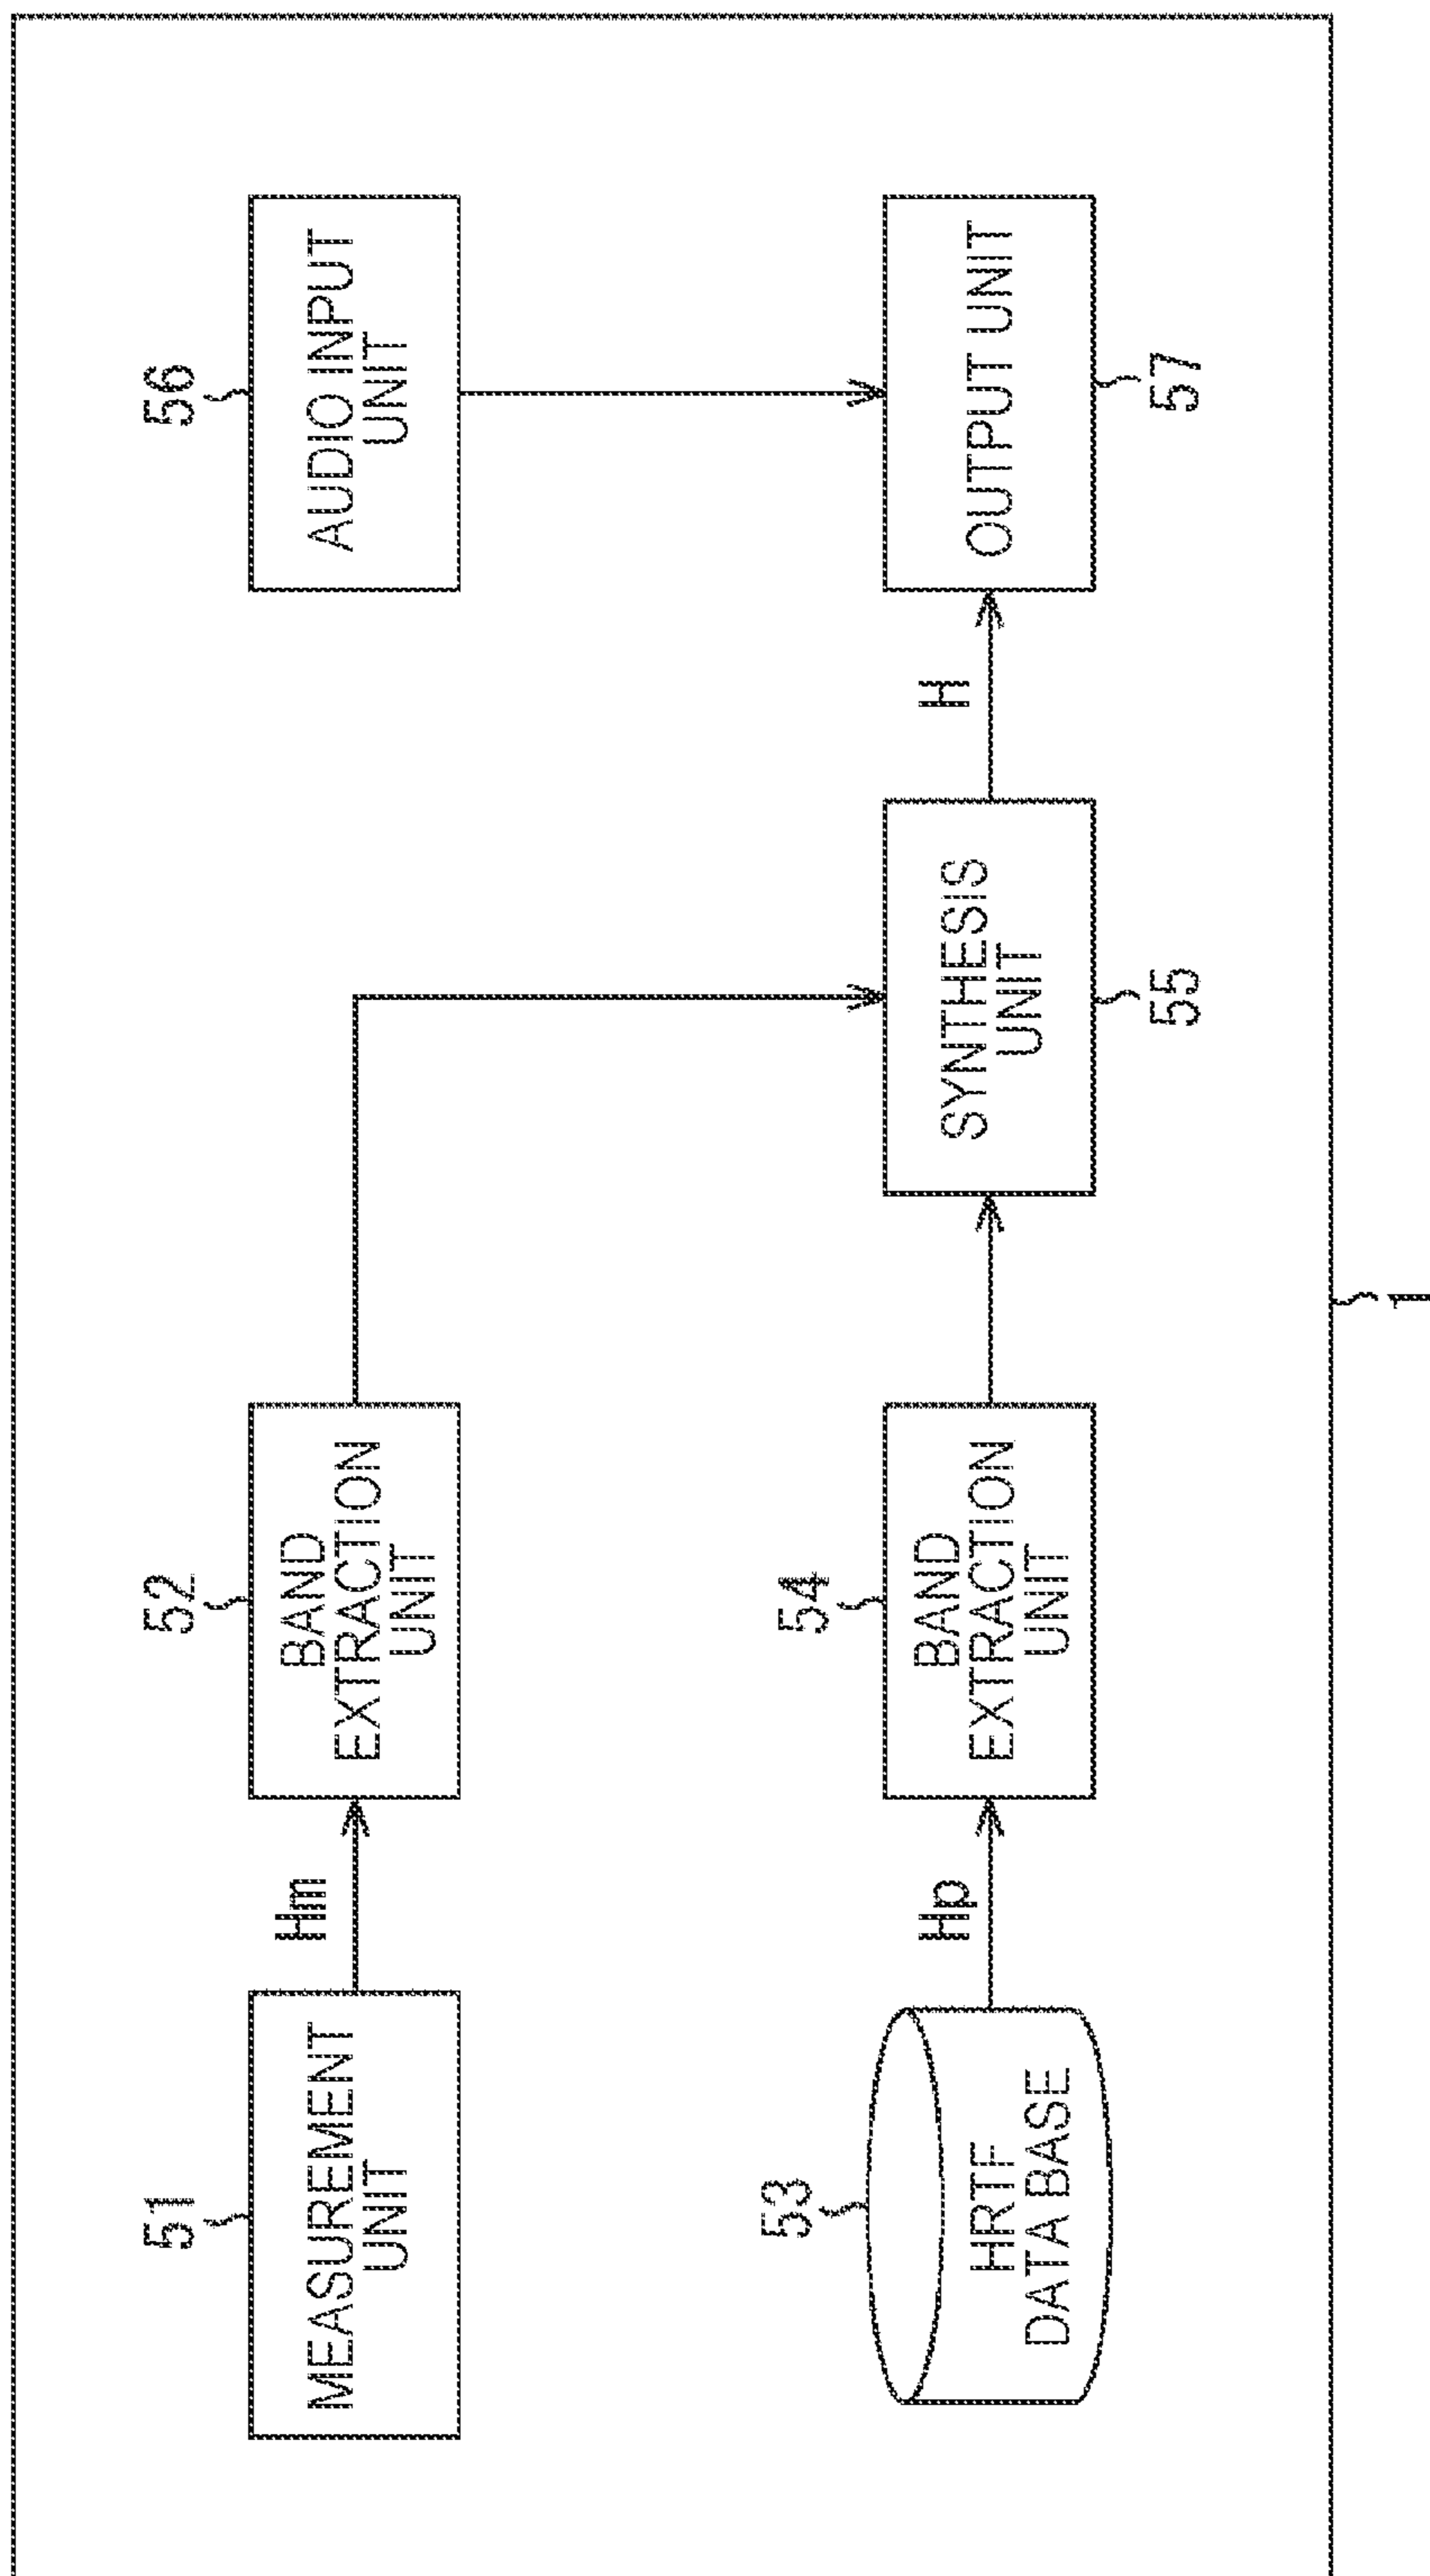 51
MEASUREMENT
UNIT
Hm
52
BAND
EXTRACTION
UNIT
56
AUDIO INPUT
UNIT
53
HRTF
DATA BASE
Hp
54
BAND
EXTRACTION
UNIT
SYNTHESIS
UNIT
55
H
OUTPUT UNIT
57
1